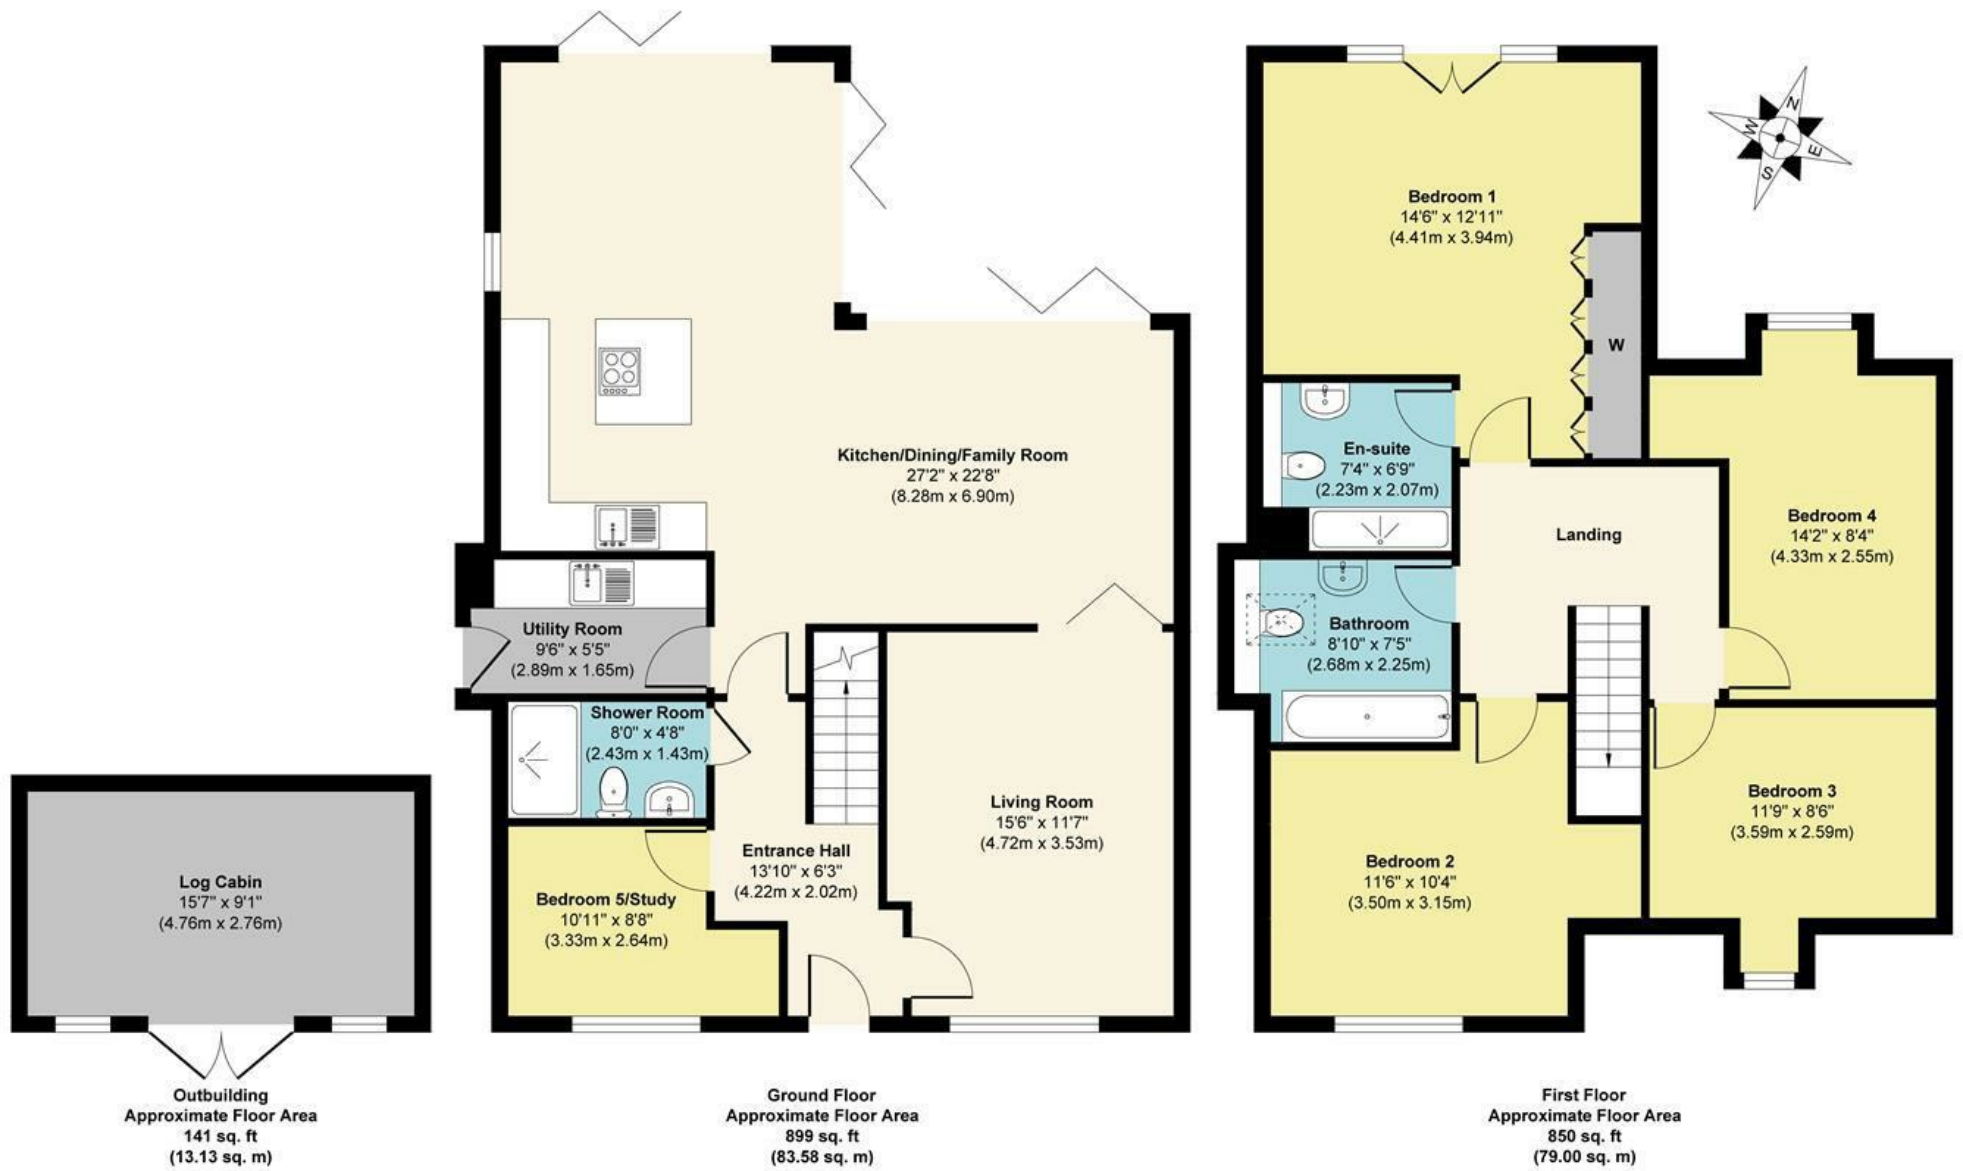 Kitchen/Dining/Family Room
27'2" x 22'8"
(8.28m x 6.90m)
Utility Room
9'6" x 5'5"
(2.89m x 1.65m)
Shower Room
8'0" x 4'8"
(2.43m x 1.43m)
Living Room
15'6" x 11'7"
(4.72m x 3.53m)
Entrance Hall
13'10" x 6'3"
(4.22m x 2.02m)
Bedroom 5/Study
10'11" x 8'8"
(3.33m x 2.64m)
Log Cabin
15'7" x 9'1"
(4.76m x 2.76m)
Bedroom 1
14'6" x 12'11"
(4.41m x 3.94m)
W
N
W
E
S
En-suite
7'4" x 6'9"
(2.23m x 2.07m)
Landing
Bedroom 4
14'2" x 8'4"
(4.33m x 2.55m)
Bathroom
8'10" x 7'5"
(2.68m x 2.25m)
Bedroom 3
11'9" x 8'6"
(3.59m x 2.59m)
Bedroom 2
11'6" x 10'4"
(3.50m x 3.15m)
Outbuilding
Approximate Floor Area
141 sq. ft
(13.13 sq. m)
Ground Floor
Approximate Floor Area
899 sq. ft
(83.58 sq. m)
First Floor
Approximate Floor Area
850 sq. ft
(79.00 sq. m)